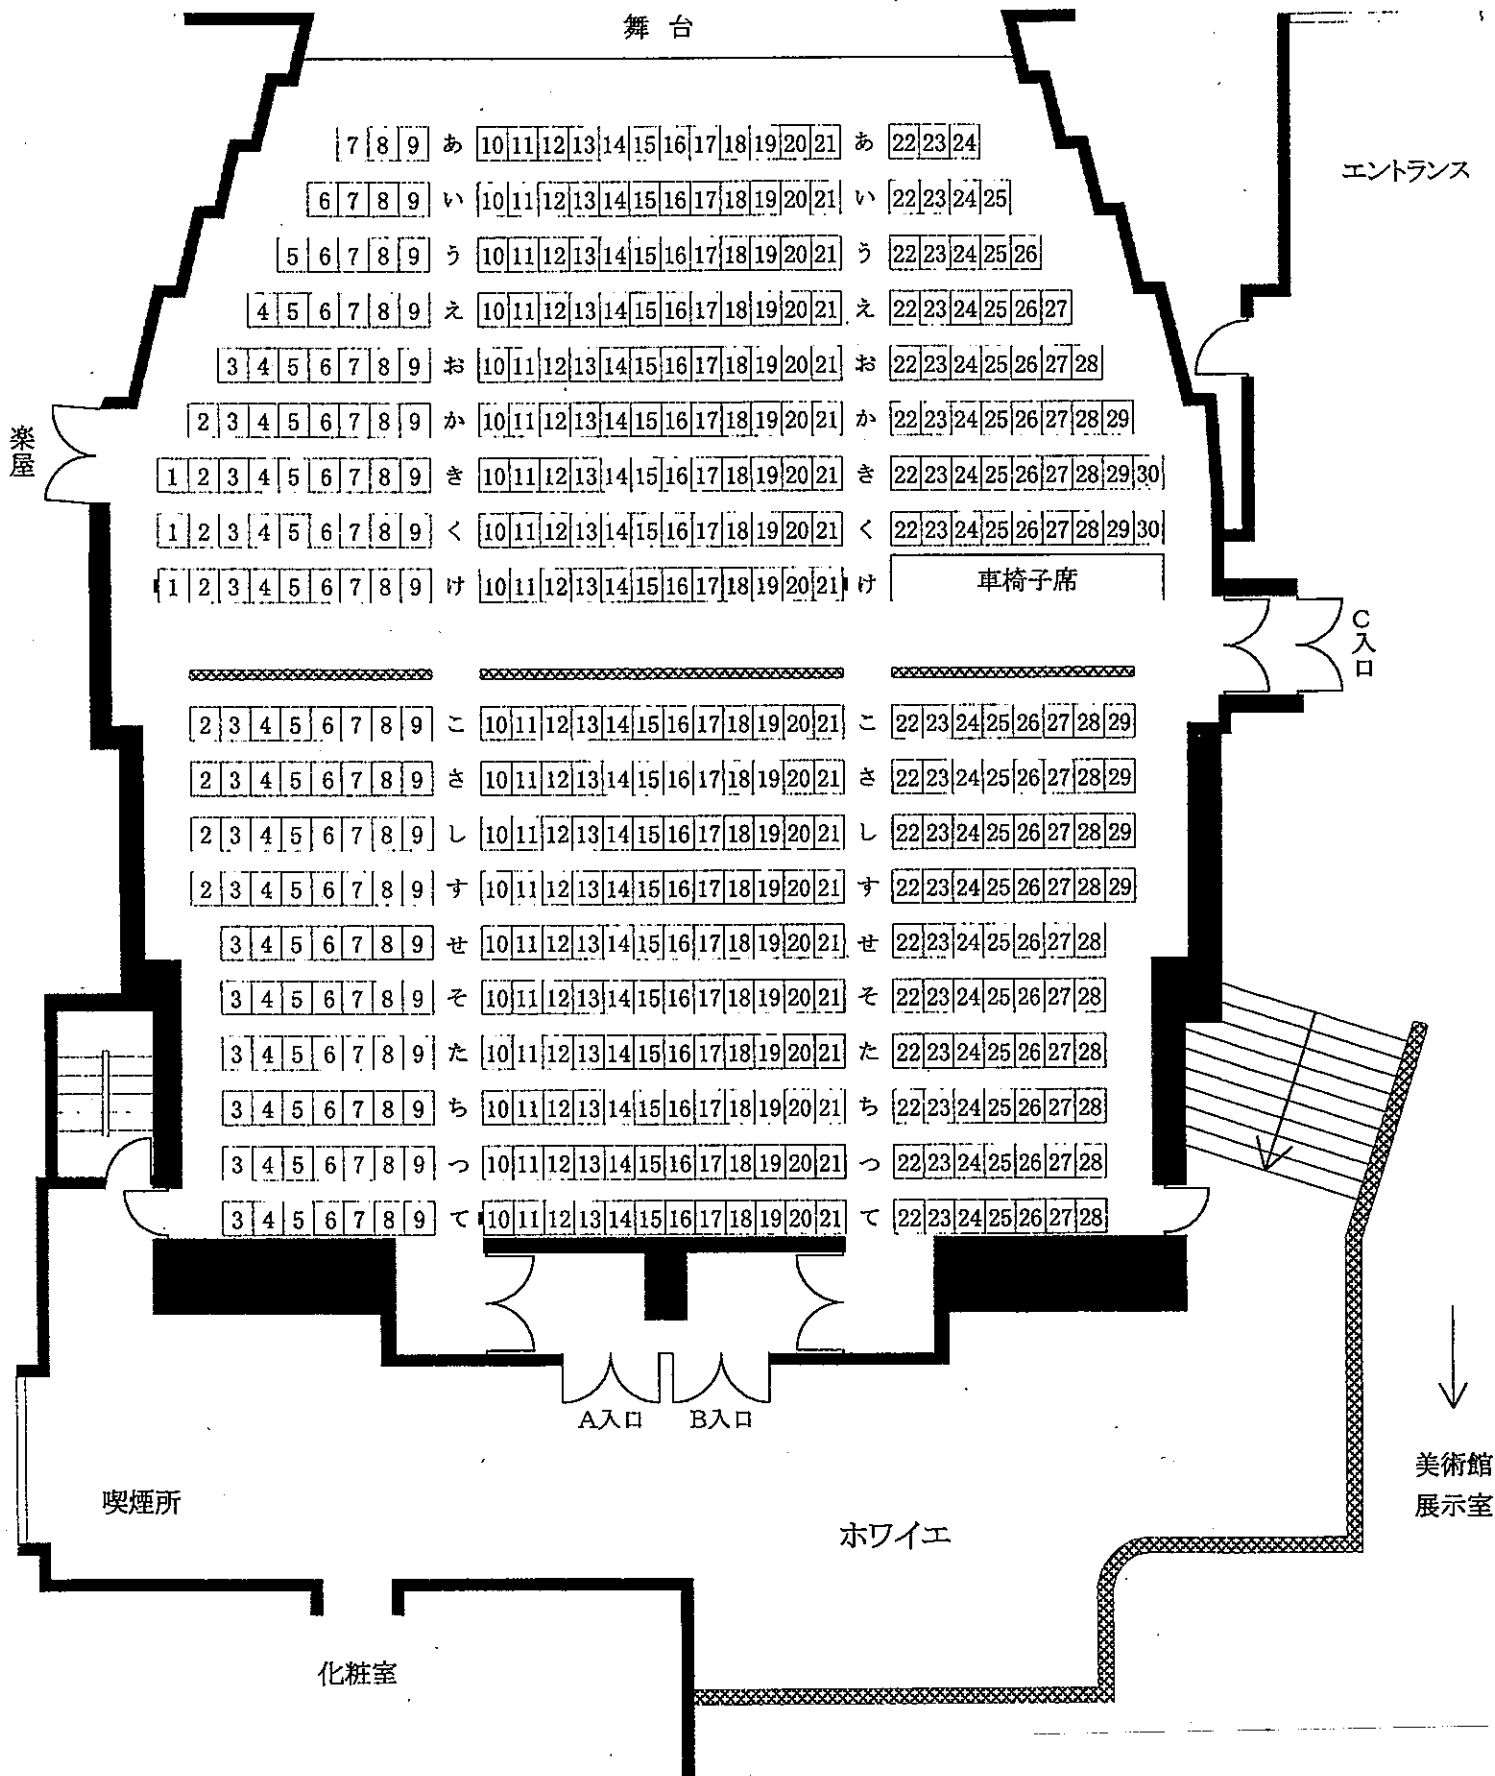 舞台
エントランス
7 8 9 あ 10 11 12 13 14 15 16 17 18 19 20 21 あ 22 23 24
6 7 8 9 い 10 11 12 13 14 15 16 17 18 19 20 21 い 22 23 24 25
5 6 7 8 9 う 10 11 12 13 14 15 16 17 18 19 20 21 う 22 23 24 25 26
4 5 6 7 8 9 え 10 11 12 13 14 15 16 17 18 19 20 21 え 22 23 24 25 26 27
3 4 5 6 7 8 9 お 10 11 12 13 14 15 16 17 18 19 20 21 お 22 23 24 25 26 27 28
2 3 4 5 6 7 8 9 か 10 11 12 13 14 15 16 17 18 19 20 21 か 22 23 24 25 26 27 28 29
楽屋
1 2 3 4 5 6 7 8 9 き 10 11 12 13 14 15 16 17 18 19 20 21 き 22 23 24 25 26 27 28 29 30
1 2 3 4 5 6 7 8 9 く 10 11 12 13 14 15 16 17 18 19 20 21 く 22 23 24 25 26 27 28 29 30
1 2 3 4 5 6 7 8 9 け 10 11 12 13 14 15 16 17 18 19 20 21 け 車椅子席
C入口
2 3 4 5 6 7 8 9 こ 10 11 12 13 14 15 16 17 18 19 20 21 こ 22 23 24 25 26 27 28 29
2 3 4 5 6 7 8 9 さ 10 11 12 13 14 15 16 17 18 19 20 21 さ 22 23 24 25 26 27 28 29
2 3 4 5 6 7 8 9 し 10 11 12 13 14 15 16 17 18 19 20 21 し 22 23 24 25 26 27 28 29
2 3 4 5 6 7 8 9 す 10 11 12 13 14 15 16 17 18 19 20 21 す 22 23 24 25 26 27 28 29
3 4 5 6 7 8 9 せ 10 11 12 13 14 15 16 17 18 19 20 21 せ 22 23 24 25 26 27 28
3 4 5 6 7 8 9 そ 10 11 12 13 14 15 16 17 18 19 20 21 そ 22 23 24 25 26 27 28
3 4 5 6 7 8 9 た 10 11 12 13 14 15 16 17 18 19 20 21 た 22 23 24 25 26 27 28
3 4 5 6 7 8 9 ち 10 11 12 13 14 15 16 17 18 19 20 21 ち 22 23 24 25 26 27 28
3 4 5 6 7 8 9 つ 10 11 12 13 14 15 16 17 18 19 20 21 つ 22 23 24 25 26 27 28
3 4 5 6 7 8 9 て 10 11 12 13 14 15 16 17 18 19 20 21 て 22 23 24 25 26 27 28
A入口 B入口
美術館
展示室
喫煙所
ホワイエ
化粧室